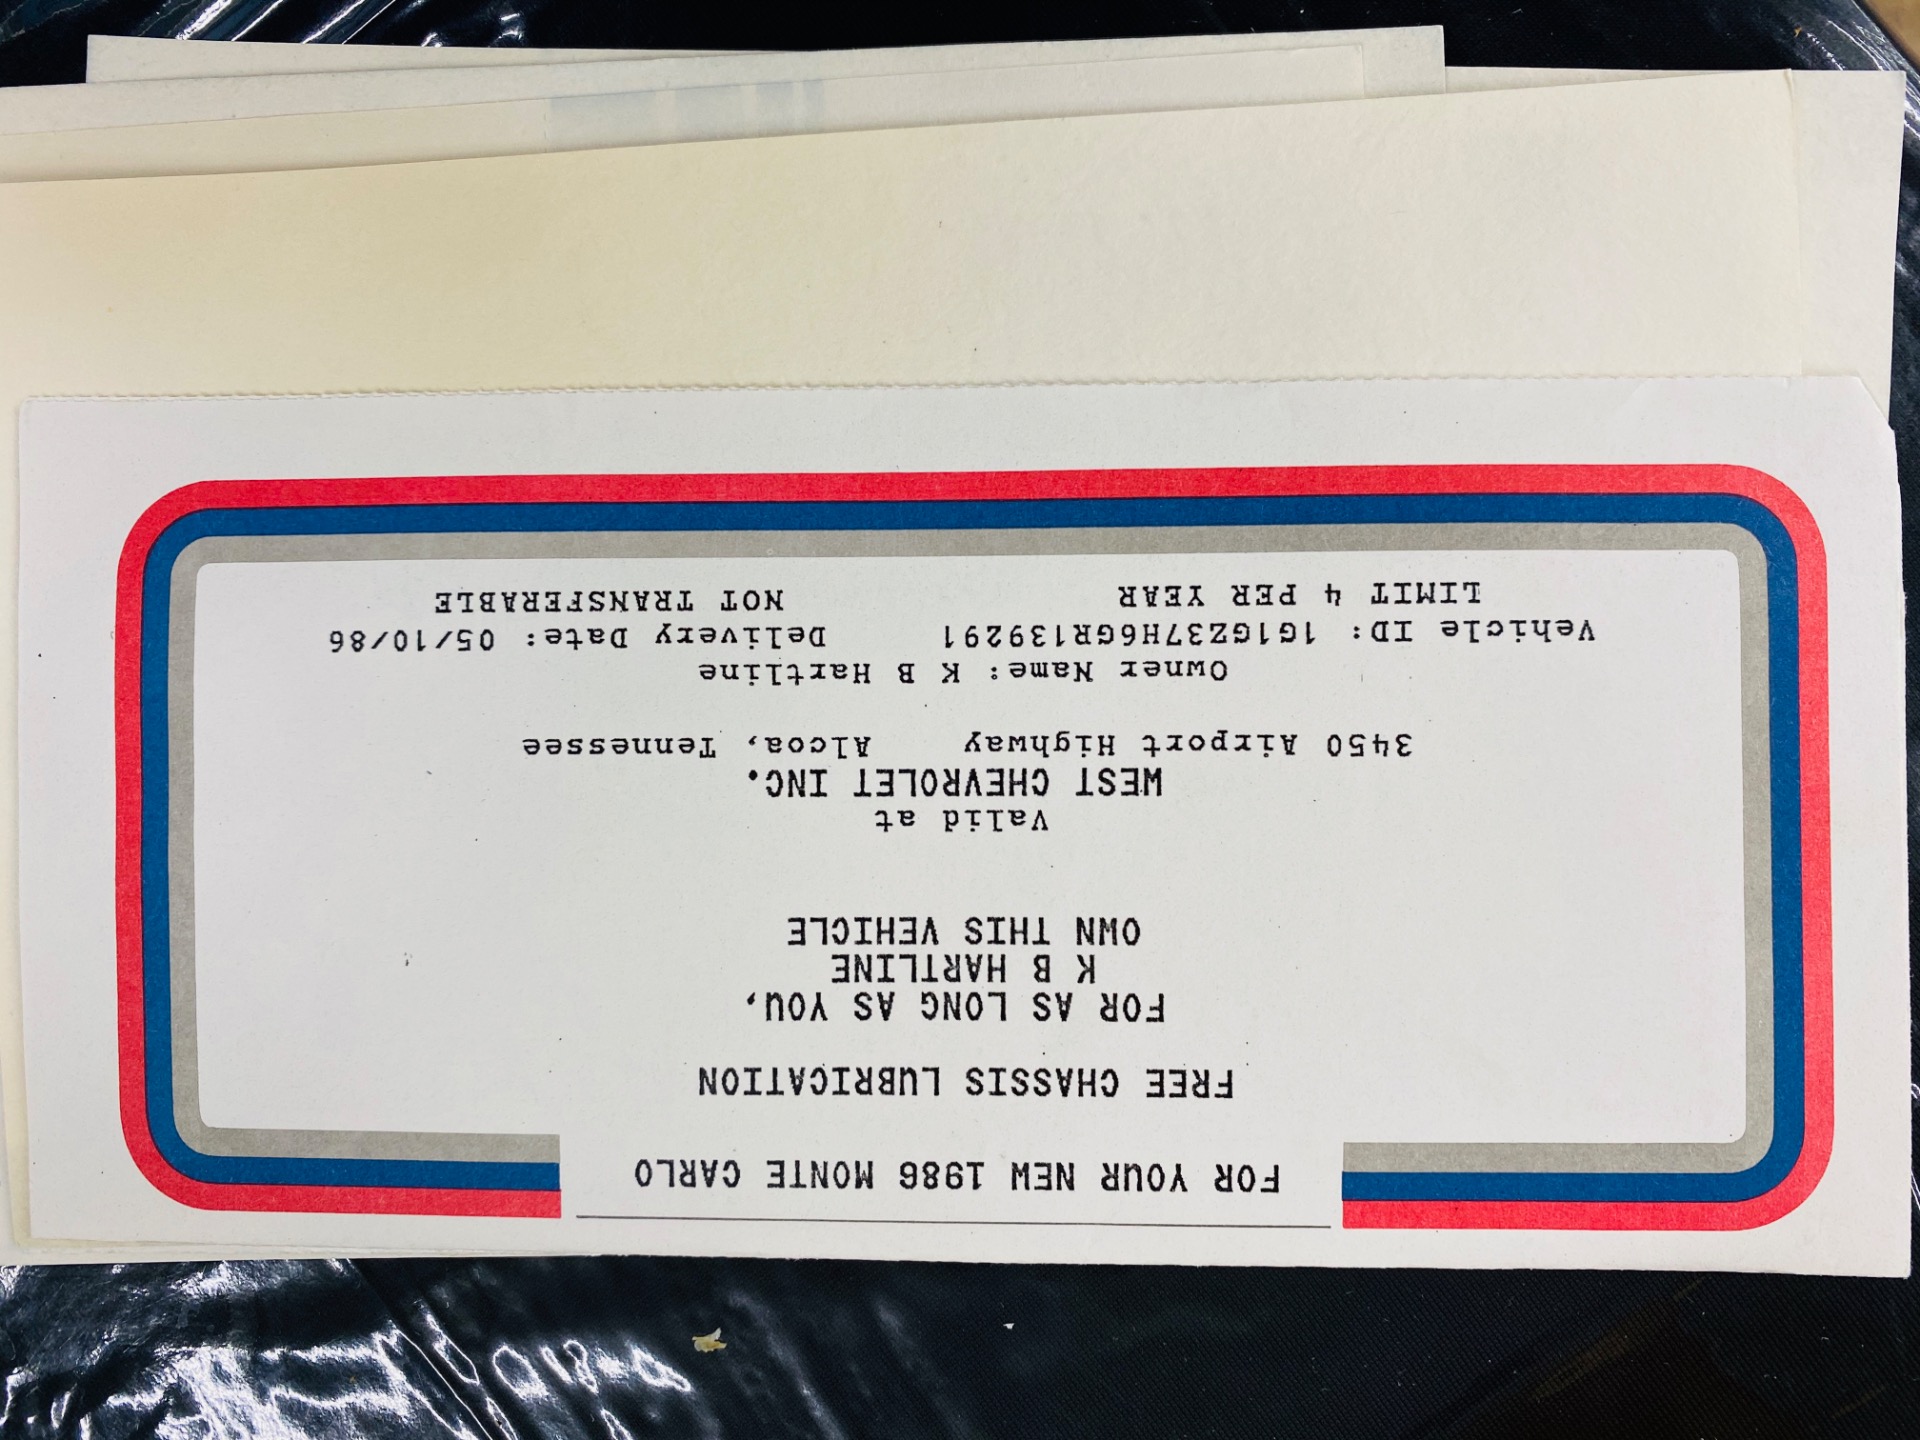 FOR YOUR NEW 1986 MONTE CARLO
FREE CHASSIS LUBRICATION
FOR AS LONG AS YOU,
K B HARTLINE
OWN THIS VEHICLE
Valid at
WEST CHEVROLET INC.
3450 Airport Highway Alcoa, Tennessee
Owner Name: K B Hartline
Vehicle ID: 1G1GZ37H6GR139291 Delivery Date: 05/10/86
LIMIT 4 PER YEAR NOT TRANSFERABLE